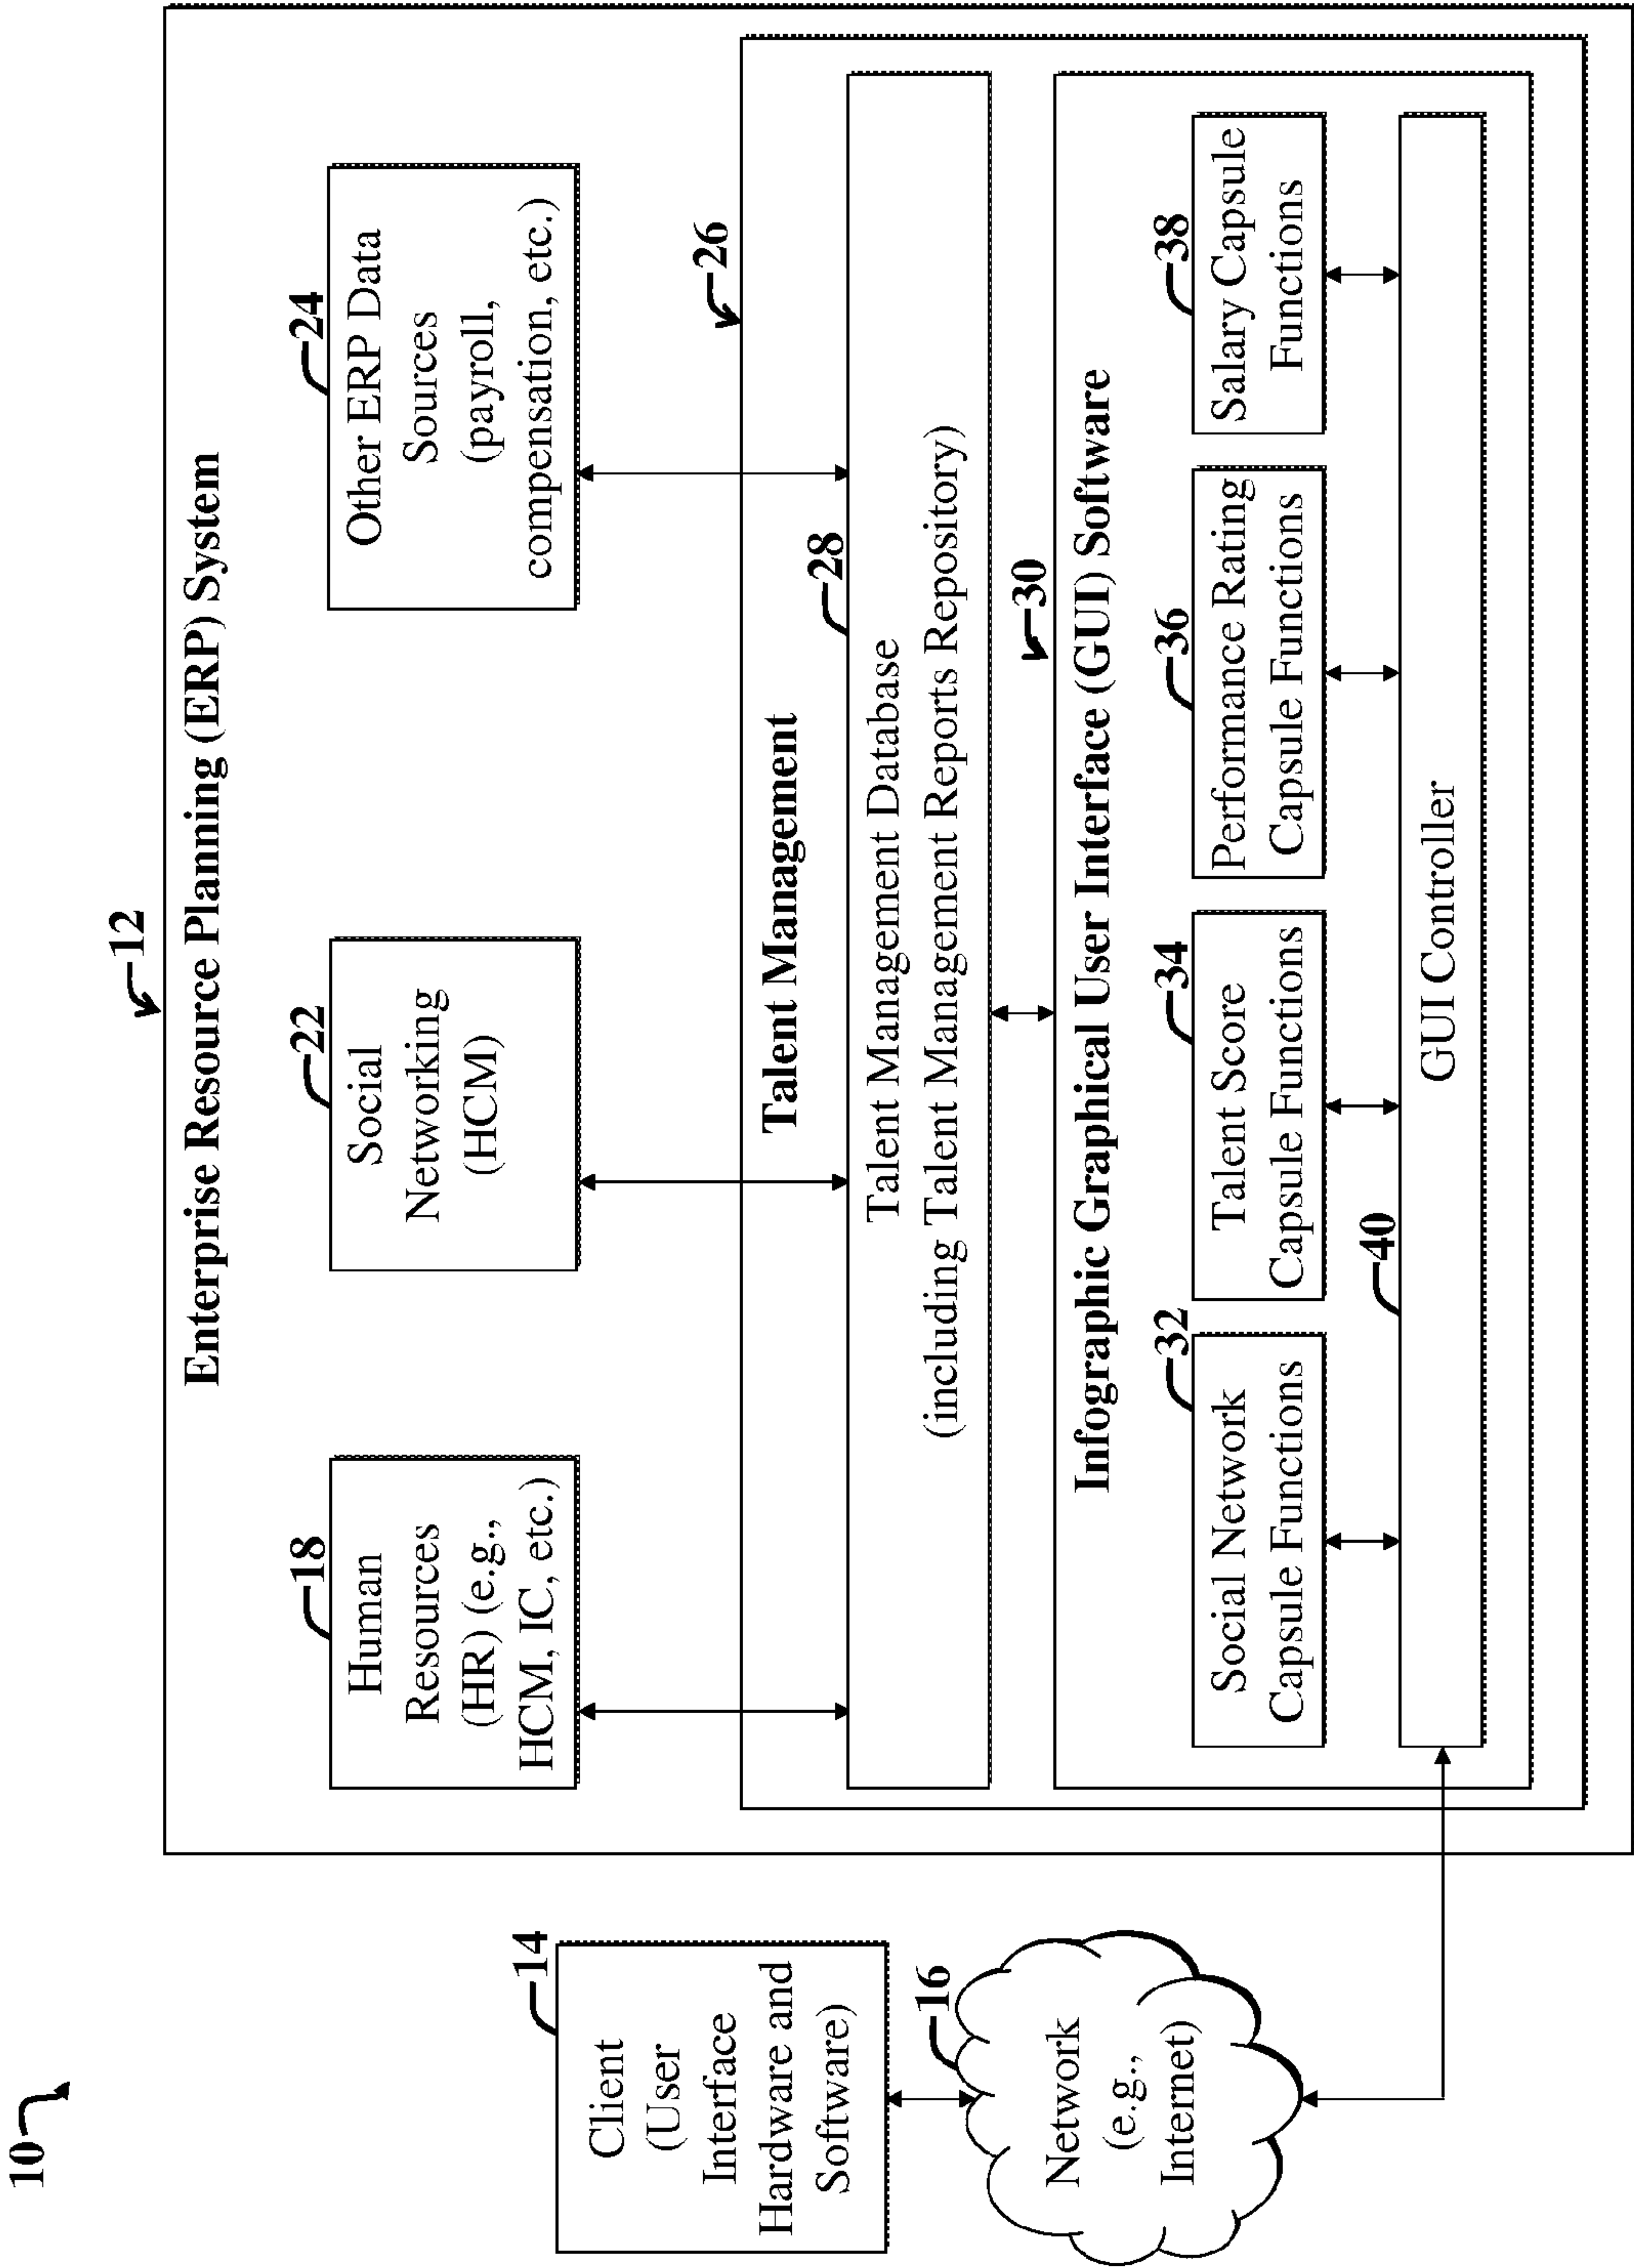 10
12
Enterprise Resource Planning (ERP) System
14
Client
(User
Interface
Hardware and
Software)
16
Network
(e.g.,
Internet)
18
Human
Resources
(HR) (e.g.,
HCM, IC, etc.)
22
Social
Networking
(HCM)
24
Other ERP Data
Sources
(payroll,
compensation, etc.)
26
Talent Management
28
Talent Management Database
(including Talent Management Reports Repository)
30
Infographic Graphical User Interface (GUI) Software
32
Social Network
Capsule Functions
34
Talent Score
Capsule Functions
36
Performance Rating
Capsule Functions
38
Salary Capsule
Functions
40
GUI Controller